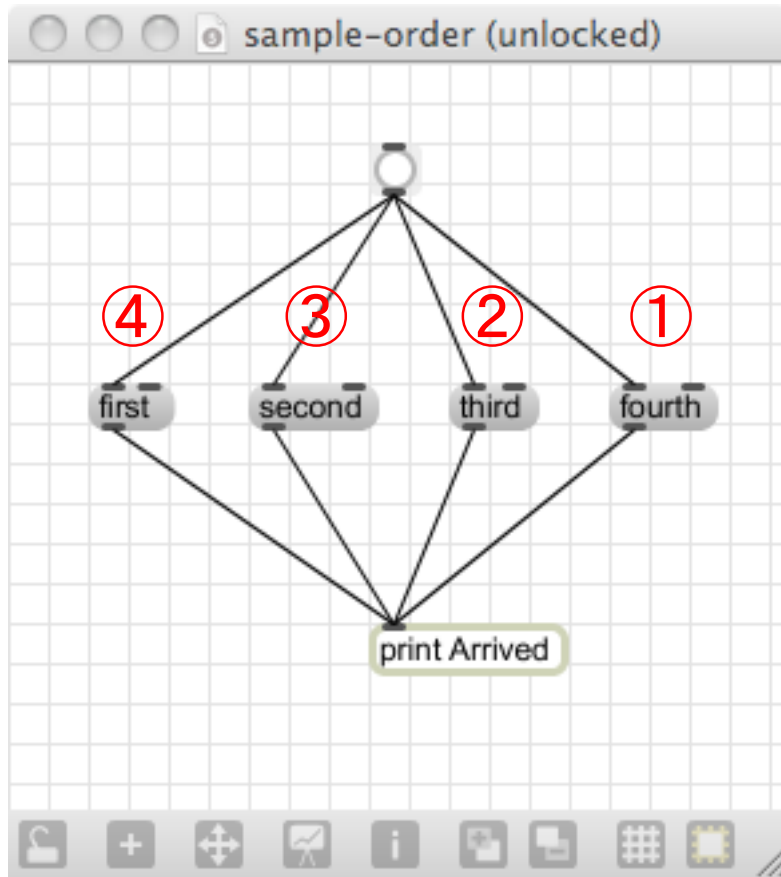 sample-order (unlocked)
④ ③ ② ①
first second third fourth
print Arrived